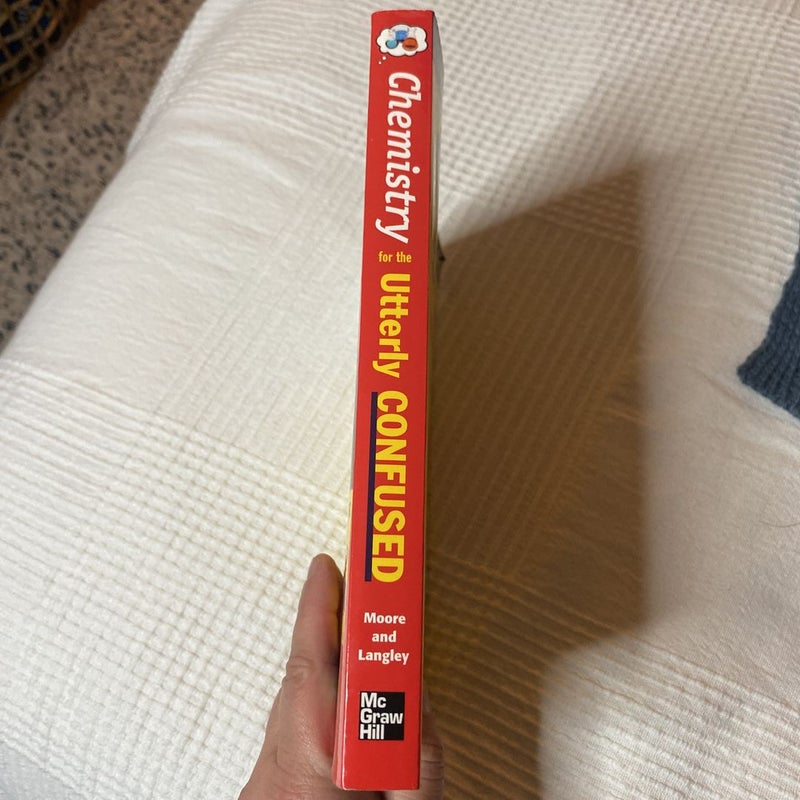 Chemistry
for the
Utterly CONFUSED
Moore
and
Langley
Mc
Graw
Hill